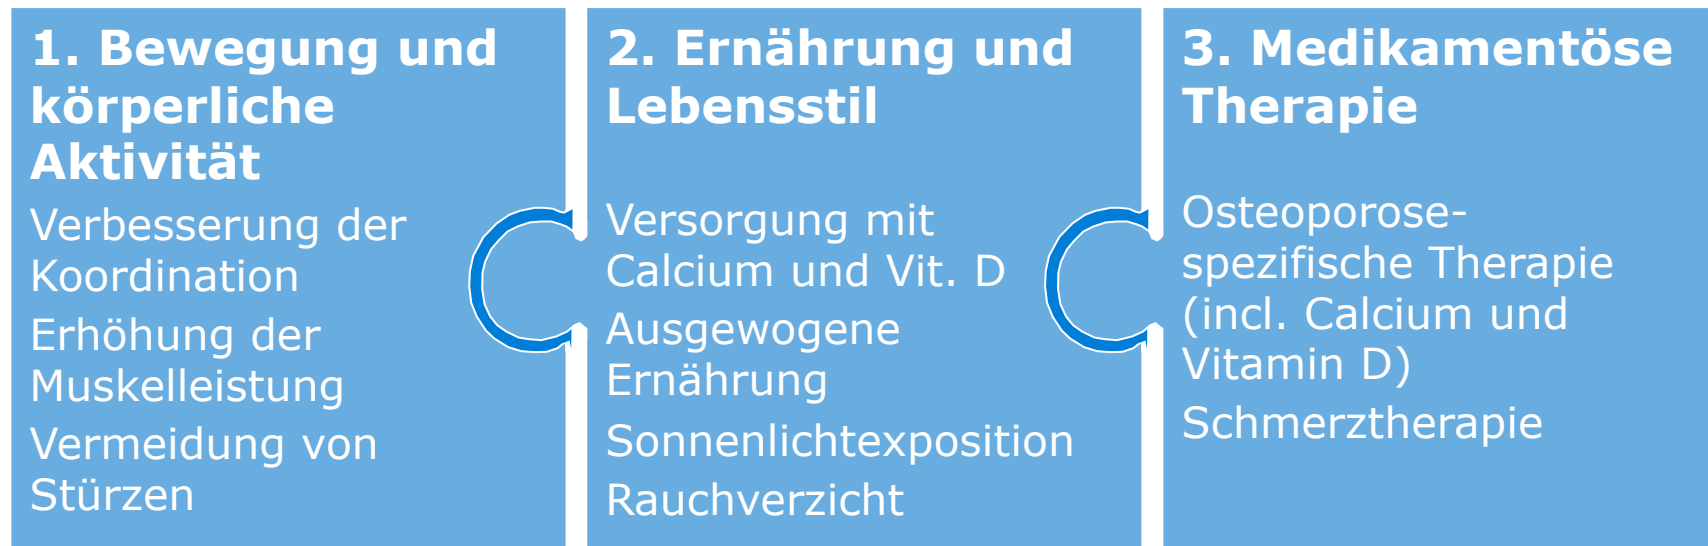 1. Bewegung und
körperliche
Aktivität
Verbesserung der
Koordination
Erhöhung der
Muskelleistung
Vermeidung von
Stürzen
2. Ernährung und
Lebensstil
Versorgung mit
Calcium und Vit. D
Ausgewogene
Ernährung
Sonnenlichtexposition
Rauchverzicht
3. Medikamentöse
Therapie
Osteoporose-
spezifische Therapie
(incl. Calcium und
Vitamin D)
Schmerztherapie